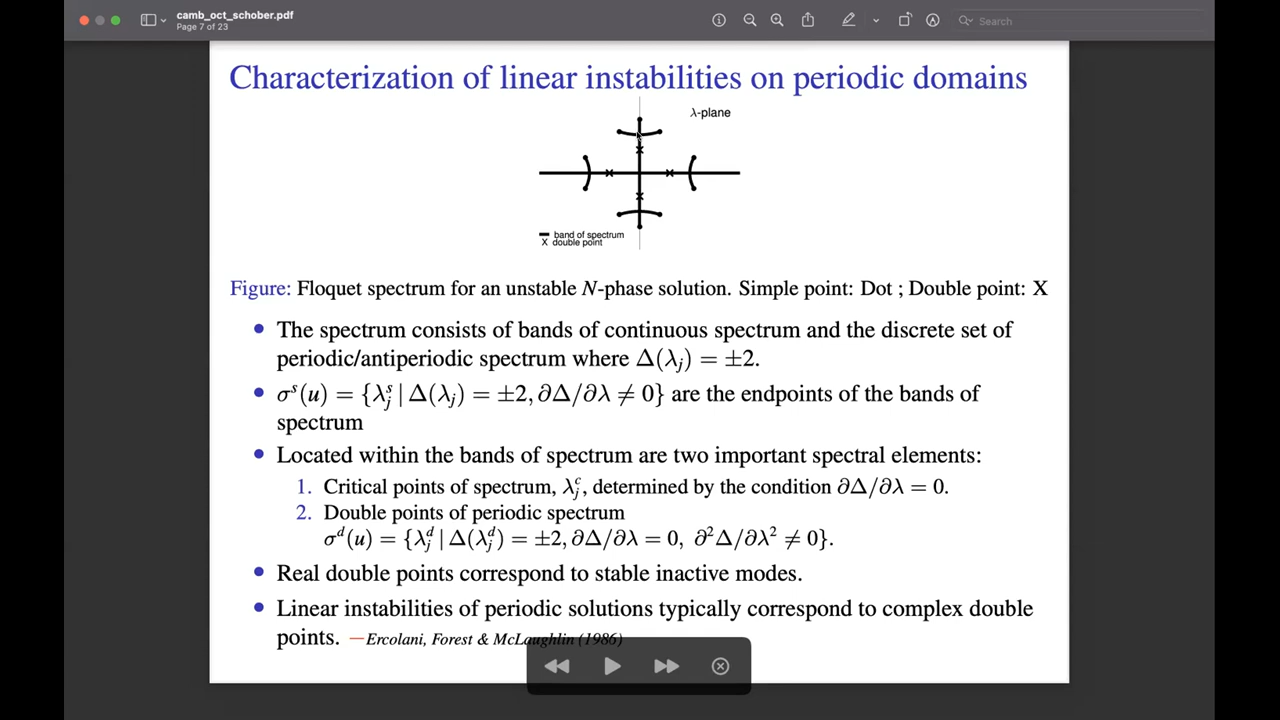 camb_oct_schober.pdf
Page 7 of 23
Search
Characterization of linear instabilities on periodic domains
λ-plane
band of spectrum
X double point
Figure: Floquet spectrum for an unstable N-phase solution. Simple point: Dot ; Double point: X
• The spectrum consists of bands of continuous spectrum and the discrete set of
periodic/antiperiodic spectrum where Δ(λⱼ) = ±2.
• σˢ(u) = {λⱼˢ | Δ(λⱼ) = ±2, ∂Δ/∂λ ≠ 0} are the endpoints of the bands of
spectrum
• Located within the bands of spectrum are two important spectral elements:
1. Critical points of spectrum, λⱼᶜ, determined by the condition ∂Δ/∂λ = 0.
2. Double points of periodic spectrum
σᵈ(u) = {λⱼᵈ | Δ(λⱼᵈ) = ±2, ∂Δ/∂λ = 0, ∂²Δ/∂λ² ≠ 0}.
• Real double points correspond to stable inactive modes.
• Linear instabilities of periodic solutions typically correspond to complex double
points. —Ercolani, Forest & McLaughlin (1986)